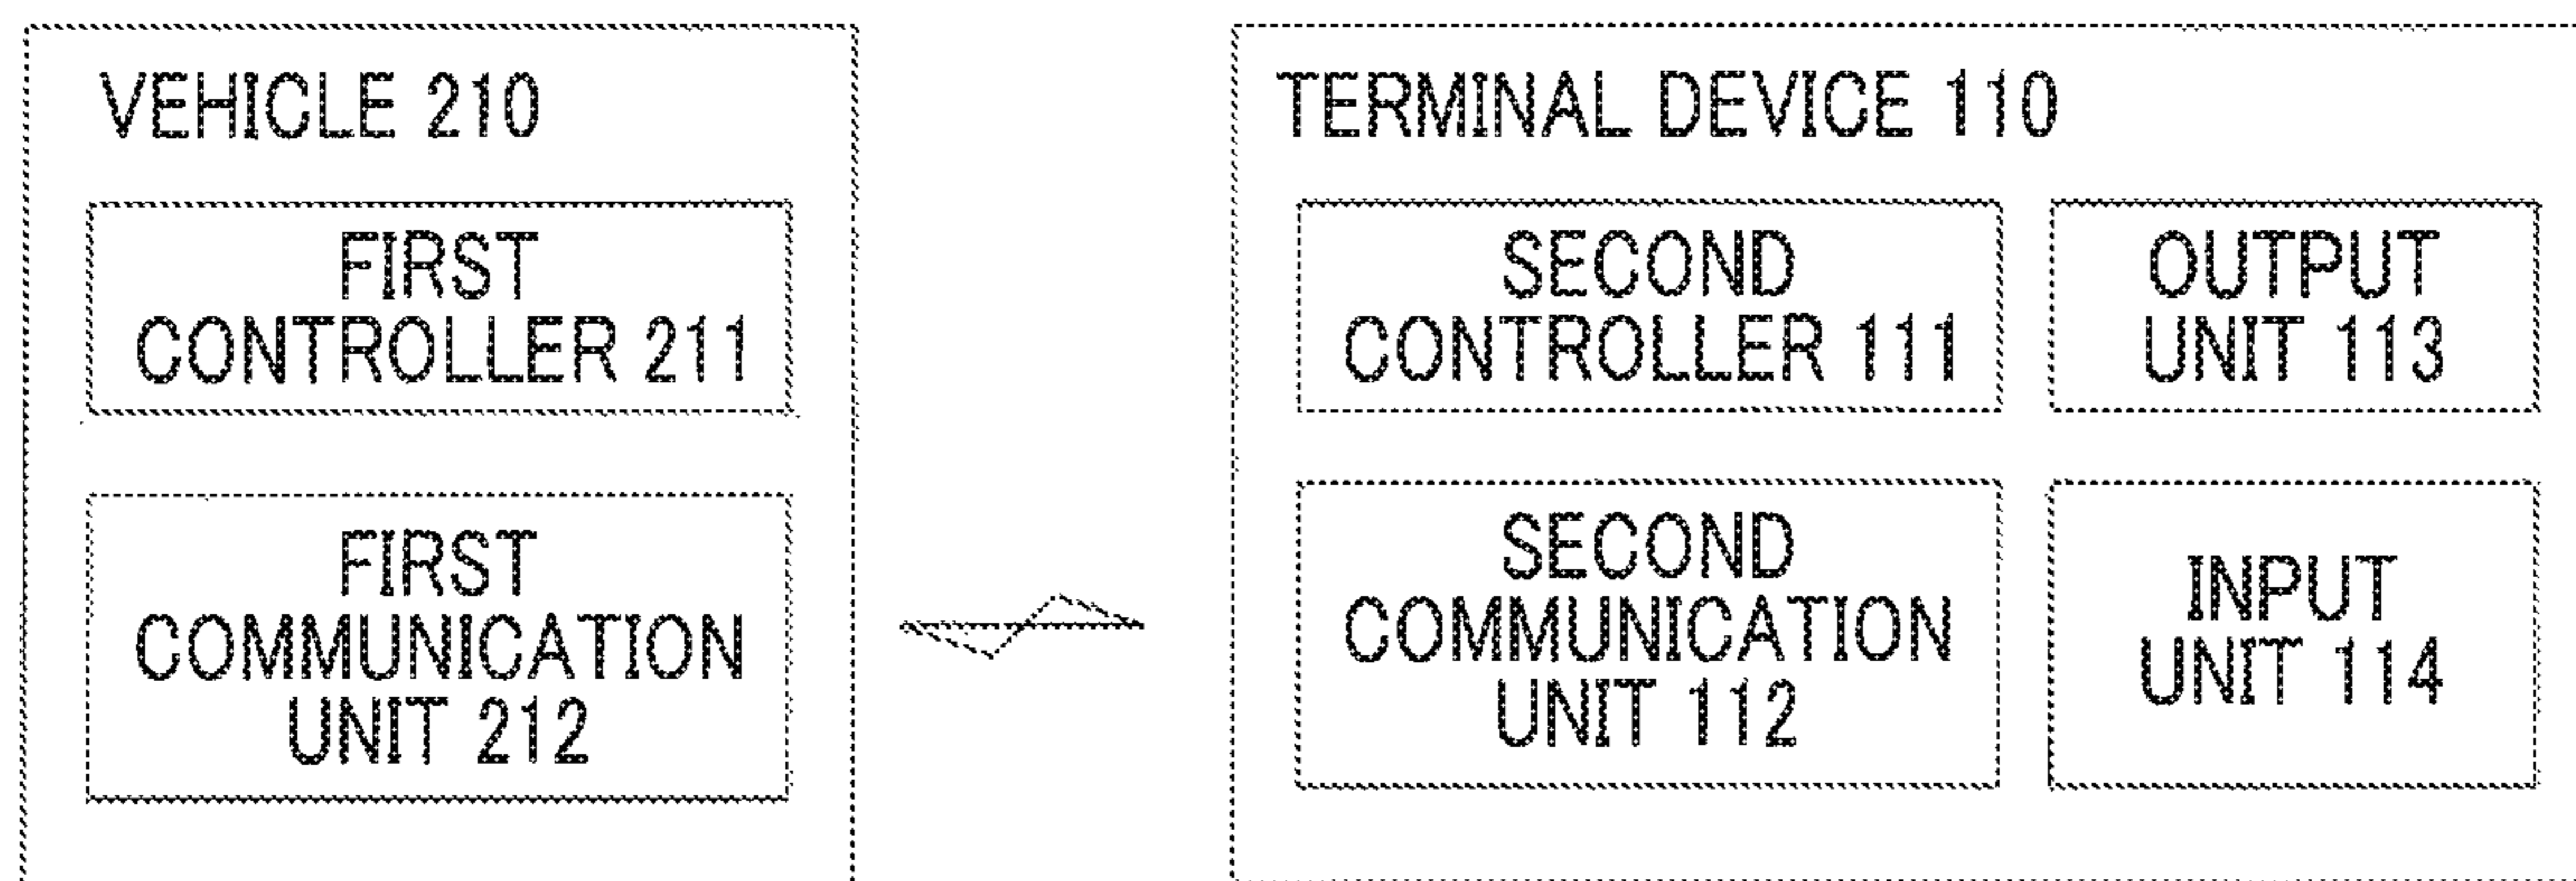 VEHICLE 210
FIRST
CONTROLLER 211
FIRST
COMMUNICATION
UNIT 212
TERMINAL DEVICE 110
SECOND
CONTROLLER 111
OUTPUT
UNIT 113
SECOND
COMMUNICATION
UNIT 112
INPUT
UNIT 114